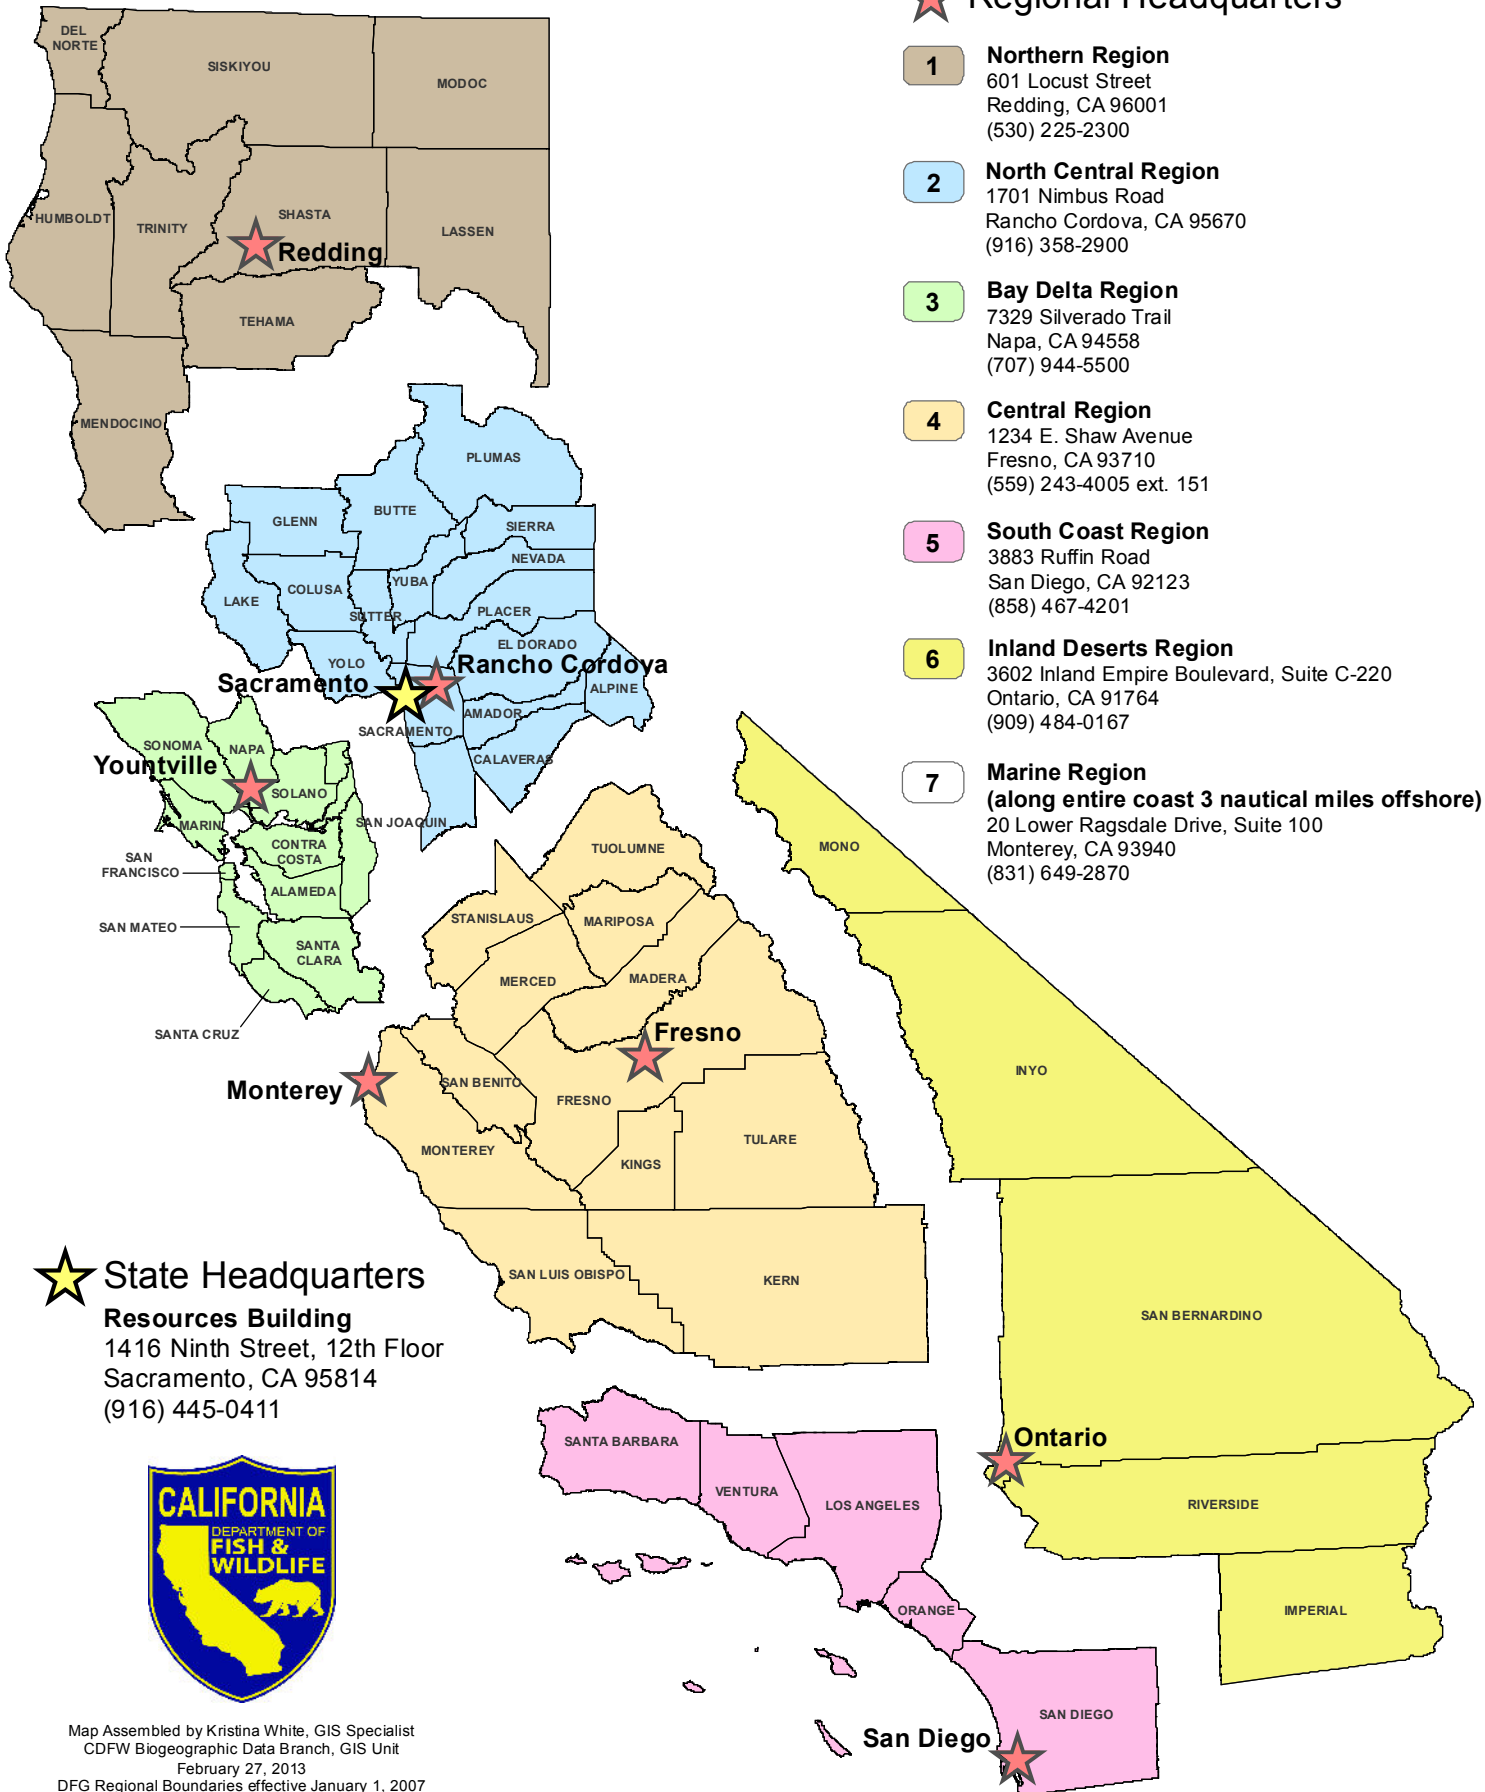 Regional Headquarters
1
Northern Region
601 Locust Street
Redding, CA 96001
(530) 225-2300
2
North Central Region
1701 Nimbus Road
Rancho Cordova, CA 95670
(916) 358-2900
3
Bay Delta Region
7329 Silverado Trail
Napa, CA 94558
(707) 944-5500
4
Central Region
1234 E. Shaw Avenue
Fresno, CA 93710
(559) 243-4005 ext. 151
5
South Coast Region
3883 Ruffin Road
San Diego, CA 92123
(858) 467-4201
6
Inland Deserts Region
3602 Inland Empire Boulevard, Suite C-220
Ontario, CA 91764
(909) 484-0167
7
Marine Region
(along entire coast 3 nautical miles offshore)
20 Lower Ragsdale Drive, Suite 100
Monterey, CA 93940
(831) 649-2870
DEL
NORTE
SISKIYOU
MODOC
HUMBOLDT
TRINITY
SHASTA
LASSEN
Redding
TEHAMA
MENDOCINO
PLUMAS
BUTTE
GLENN
SIERRA
NEVADA
YUBA
COLUSA
LAKE
SUTTER
PLACER
EL DORADO
YOLO
Rancho Cordova
Sacramento
ALPINE
AMADOR
SACRAMENTO
CALAVERAS
SAN JOAQUIN
SONOMA
NAPA
Yountville
SOLANO
MARIN
CONTRA
COSTA
SAN
FRANCISCO
ALAMEDA
SAN MATEO
SANTA
CLARA
SANTA CRUZ
TUOLUMNE
STANISLAUS
MARIPOSA
MERCED
MADERA
Fresno
SAN BENITO
Monterey
FRESNO
MONTEREY
KINGS
TULARE
SAN LUIS OBISPO
KERN
MONO
INYO
SAN BERNARDINO
Ontario
RIVERSIDE
IMPERIAL
SANTA BARBARA
VENTURA
LOS ANGELES
ORANGE
SAN DIEGO
San Diego
State Headquarters
Resources Building
1416 Ninth Street, 12th Floor
Sacramento, CA 95814
(916) 445-0411
CALIFORNIA
DEPARTMENT OF
FISH &
WILDLIFE
Map Assembled by Kristina White, GIS Specialist
CDFW Biogeographic Data Branch, GIS Unit
February 27, 2013
DFG Regional Boundaries effective January 1, 2007